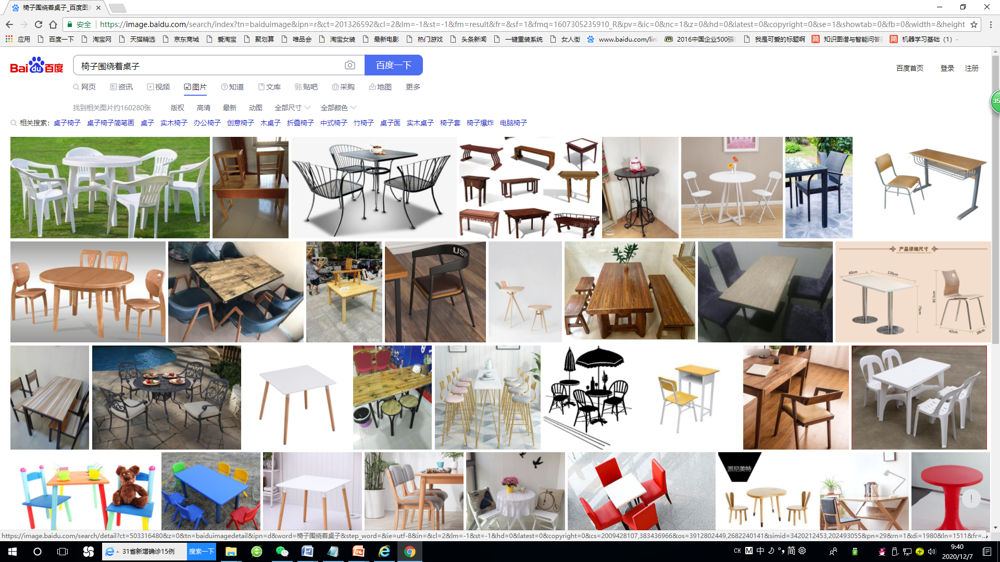 椅子围绕着桌子_百度图片
安全 https://image.baidu.com/search/index?tn=baiduimage&ipn=r&ct=201326592&cl=2&lm=-1&st=-1&fm=result&fr=&sf=1&fmq=1607305235910_R&pv=&ic=0&nc=1&z=0&hd=0&latest=0&copyright=0&se=1&showtab=0&fb=0&width=&height
应用 百度一下 淘宝网 天猫精选 京东商城 爱淘宝 聚划算 唯品会 淘宝女装 最新电影 热门游戏 头条新闻 一键重装系统 女人街 www.baidu.com/lin 2016中国企业500强 我是可爱的标题啊 简 知识图谱与智能问答 简 机器学习基础（1）-
Bai du 百度 椅子围绕着桌子 百度一下
百度首页 登录 注册
网页 资讯 视频 图片 知道 文库 贴吧 采购 地图 更多
找到相关图片约160280张 版权 高清 最新 动图 全部尺寸 全部颜色
相关搜索： 桌子椅子 桌子椅子简笔画 桌子 实木椅子 办公椅子 创意椅子 木桌子 折叠椅子 中式椅子 竹椅子 桌子面 实木桌子 椅子套 椅子爆炸 电脑椅子
35
USI
产品详细尺寸
60cm 120cm
82.5cm
75cm
42cm 38cm
派尼美特
https://image.baidu.com/search/detail?ct=503316480&z=0&tn=baiduimagedetail&ipn=d&word=椅子围绕着桌子&step_word=&ie=utf-8&in=&cl=2&lm=-1&st=-1&hd=0&latest=0&copyright=0&cs=2009428107,383436966&os=3912802449,2682240141&simid=3420212453,2024930558&pn=29&rn=1&di=1980&ln=1511&fr=...
31省新增确诊15例 搜索一下
CH M 中 简
9:40
2020/12/7